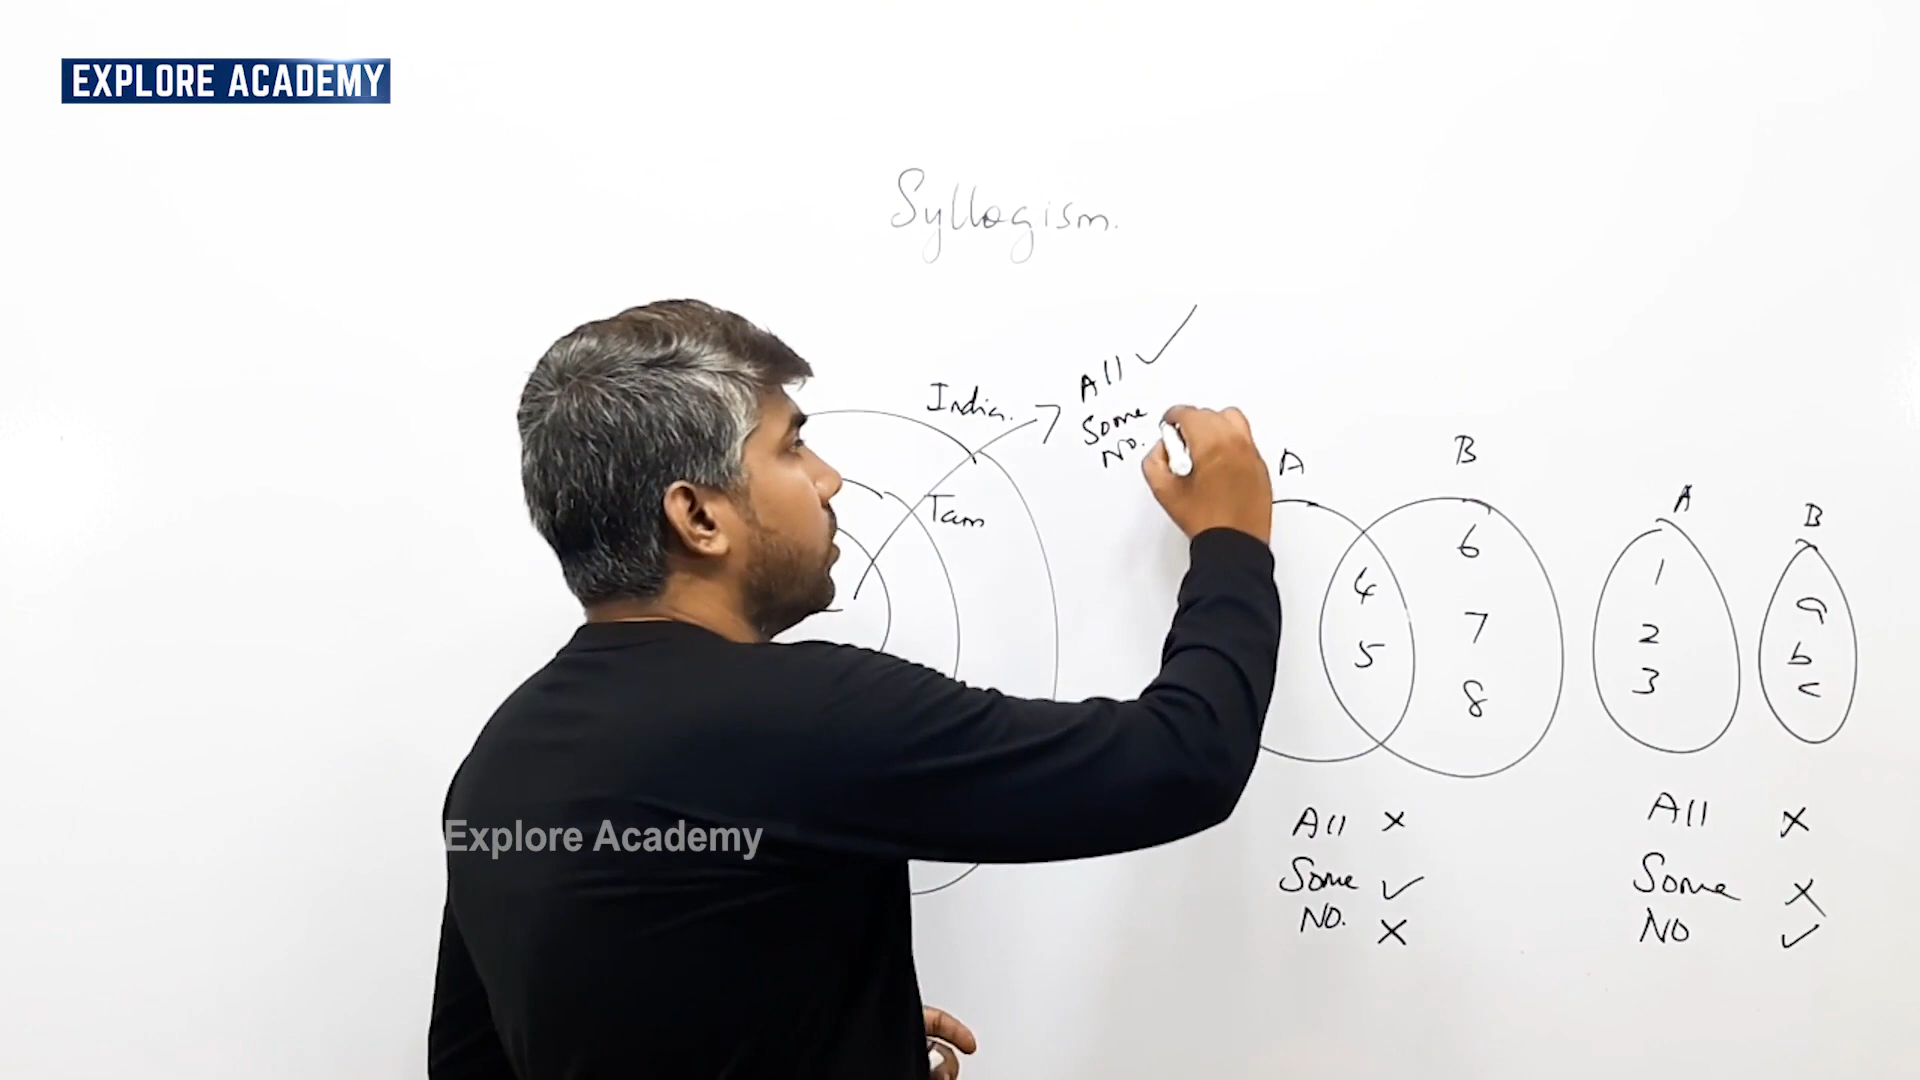 EXPLORE ACADEMY
Syllogism.
India.
Tam
All ✓
Some
No.
A B
4
5
6
7
8
A B
1
2
3
a
b
c
Explore Academy
All ×
Some ✓
NO. ×
All ×
Some ×
NO ✓